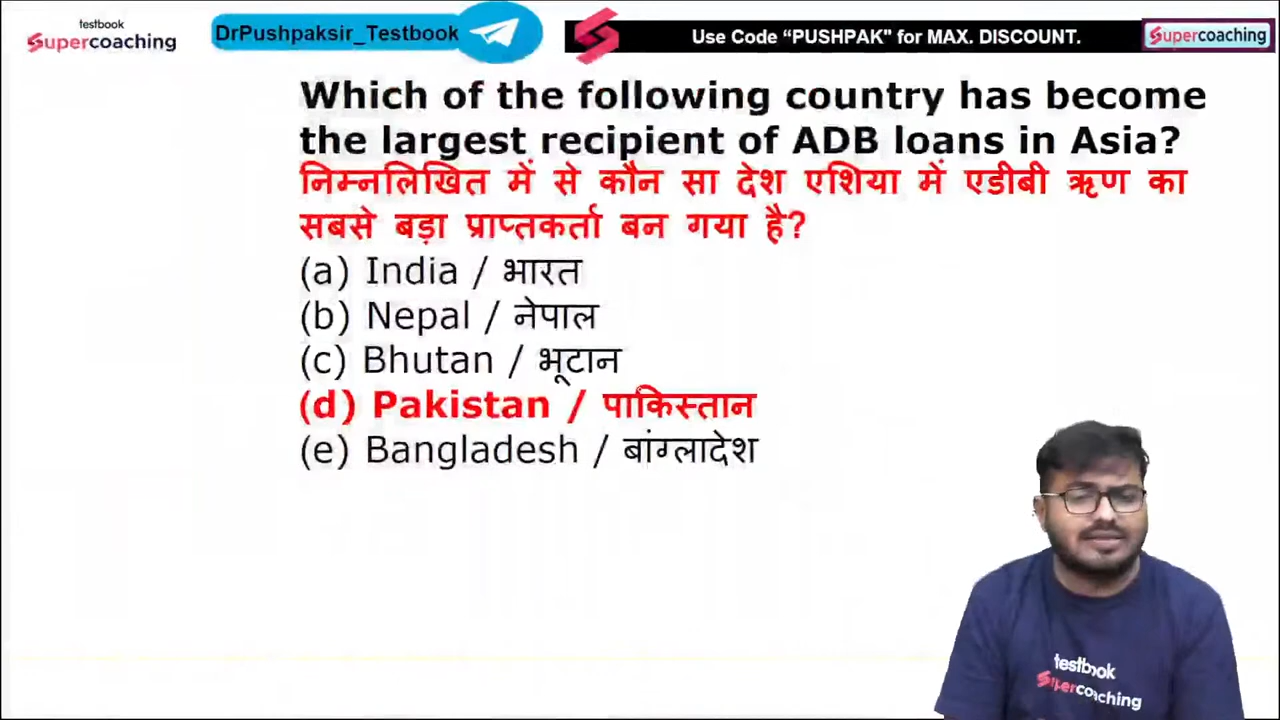 testbook
Supercoaching
DrPushpaksir_Testbook
Use Code “PUSHPAK" for MAX. DISCOUNT.
Supercoaching
Which of the following country has become
the largest recipient of ADB loans in Asia?
निम्नलिखित में से कौन सा देश एशिया में एडीबी ऋण का
सबसे बड़ा प्राप्तकर्ता बन गया है?
(a) India / भारत
(b) Nepal / नेपाल
(c) Bhutan / भूटान
(d) Pakistan / पाकिस्तान
(e) Bangladesh / बांग्लादेश
testbook
Supercoaching